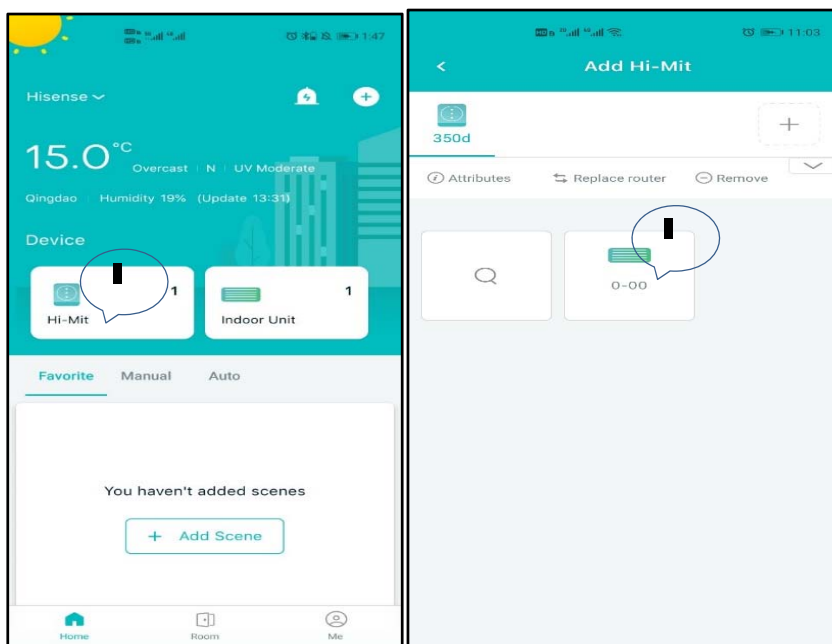 1:47
Hisense
15.0°C
Overcast N UV Moderate
Qingdao Humidity 19% (Update 13:31)
Device
1
Hi-Mit
1
Indoor Unit
Favorite Manual Auto
You haven't added scenes
+ Add Scene
Home Room Me
11:03
Add Hi-Mit
350d
Attributes Replace router Remove
0-00